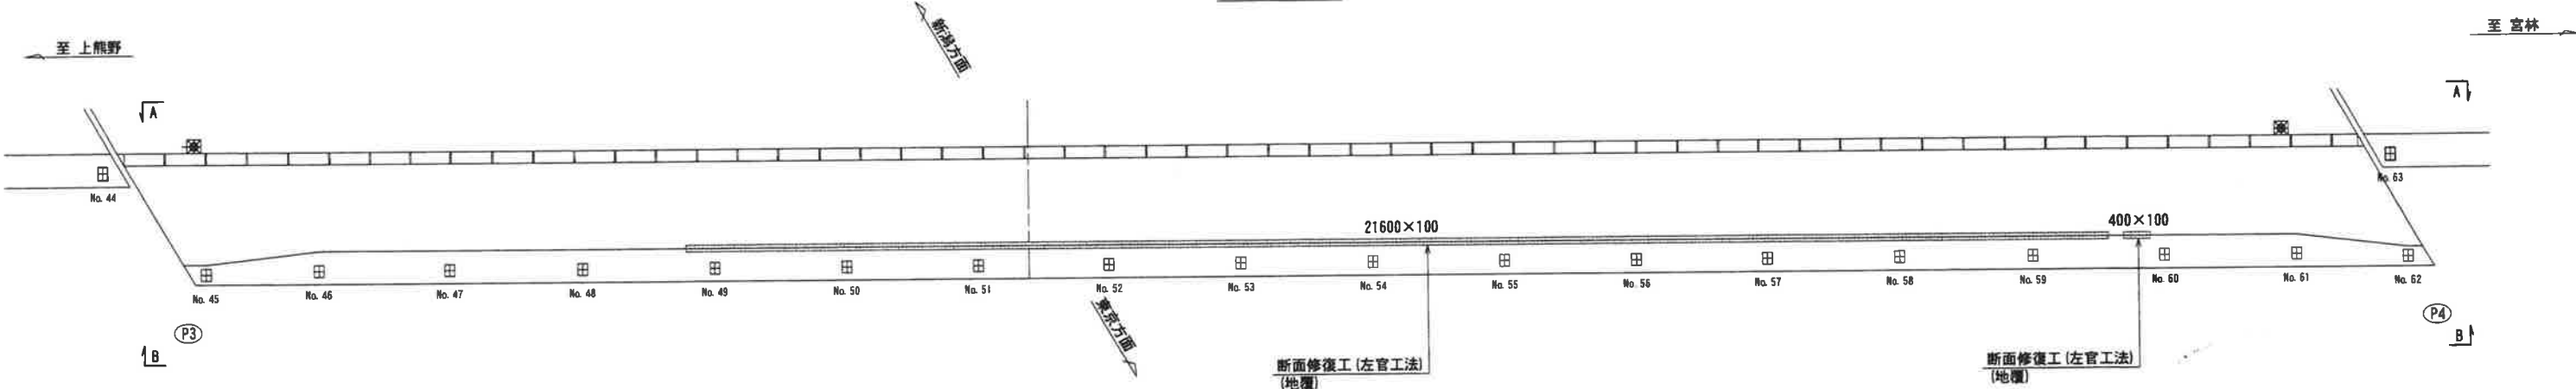 至 上熊野
新潟方面
至 宮林
A
A
No. 44
No. 63
21600×100
400×100
No. 45
No. 46
No. 47
No. 48
No. 49
No. 50
No. 51
No. 52
No. 53
No. 54
No. 55
No. 56
No. 57
No. 58
No. 59
No. 60
No. 61
No. 62
P3
東京方面
P4
B
B
断面修復工(左官工法)
(地覆)
断面修復工(左官工法)
(地覆)